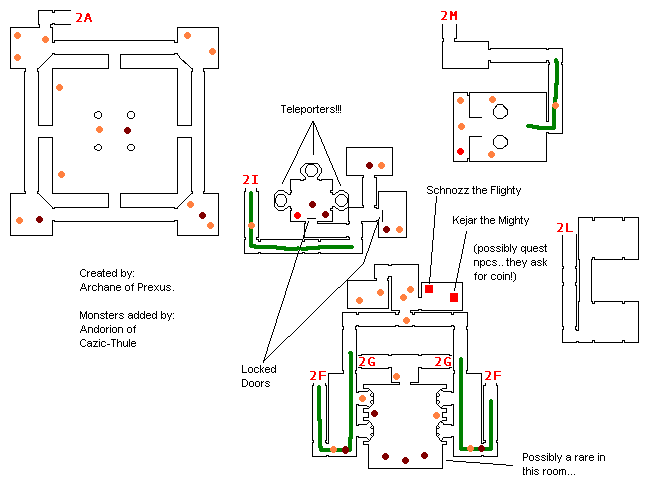 2A
2M
Teleporters!!!
2I
Schnozz the Flighty
Kejar the Mighty
(possibly quest
npcs.. they ask
for coin!)
2L
Created by:
Archane of Prexus.
Monsters added by:
Andorion of
Cazic-Thule
Locked
Doors
2F
2G
2G
2F
Possibly a rare in
this room...